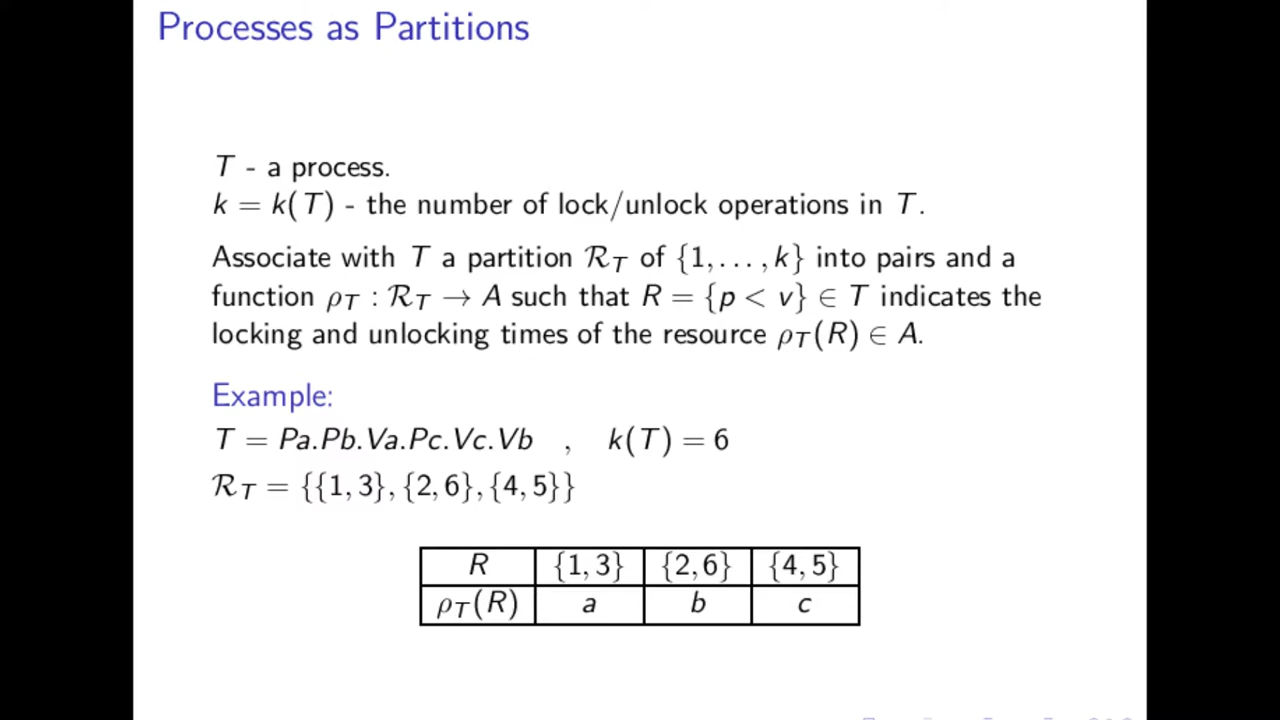 Processes as Partitions
T - a process.
k = k(T) - the number of lock/unlock operations in T.
Associate with T a partition ℛ_T of {1, . . . , k} into pairs and a
function ρ_T : ℛ_T → A such that R = {p < v} ∈ T indicates the
locking and unlocking times of the resource ρ_T(R) ∈ A.
Example:
T = Pa.Pb.Va.Pc.Vc.Vb , k(T) = 6
ℛ_T = {{1, 3}, {2, 6}, {4, 5}}
R {1, 3} {2, 6} {4, 5}
ρ_T(R) a b c